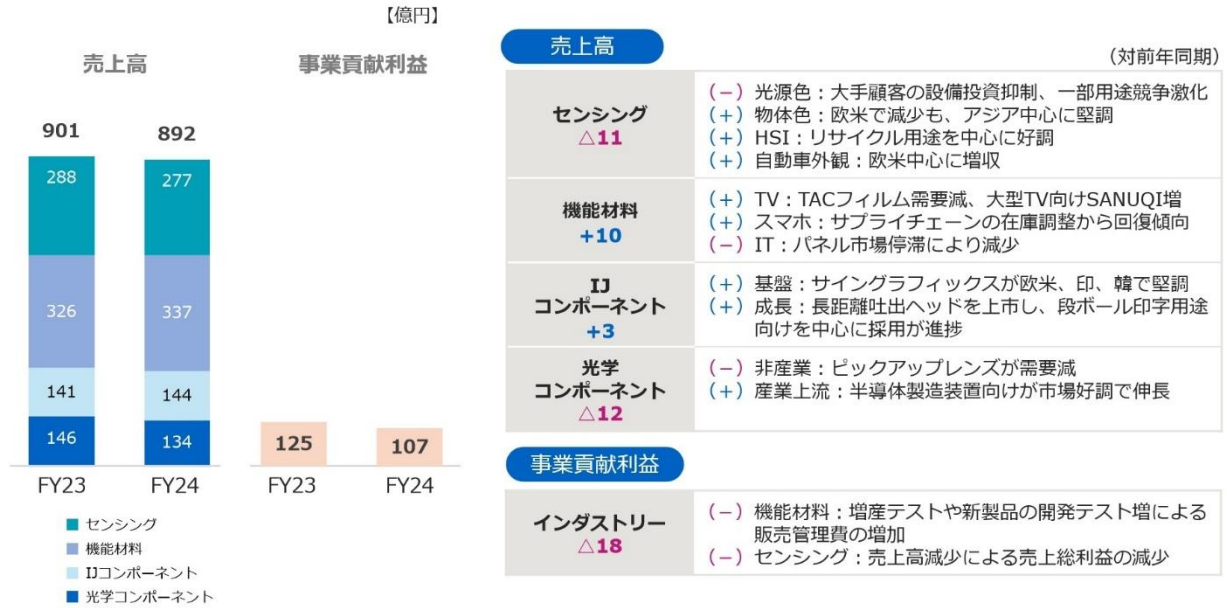 【億円】
売上高
事業貢献利益
901
892
288
277
326
337
141
144
146
134
125
107
FY23
FY24
FY23
FY24
センシング
機能材料
IJコンポーネント
光学コンポーネント
売上高
（対前年同期）
センシング
△11
（−）光源色：大手顧客の設備投資抑制、一部用途競争激化
（+）物体色：欧米で減少も、アジア中心に堅調
（+）HSI：リサイクル用途を中心に好調
（+）自動車外観：欧米中心に増収
機能材料
+10
（+）TV：TACフィルム需要減、大型TV向けSANUQI増
（+）スマホ：サプライチェーンの在庫調整から回復傾向
（−）IT：パネル市場停滞により減少
IJ
コンポーネント
+3
（+）基盤：サイングラフィックスが欧米、印、韓で堅調
（+）成長：長距離吐出ヘッドを上市し、段ボール印字用途
向けを中心に採用が進捗
光学
コンポーネント
△12
（−）非産業：ピックアップレンズが需要減
（+）産業上流：半導体製造装置向けが市場好調で伸長
事業貢献利益
インダストリー
△18
（−）機能材料：増産テストや新製品の開発テスト増による
販売管理費の増加
（−）センシング：売上高減少による売上総利益の減少